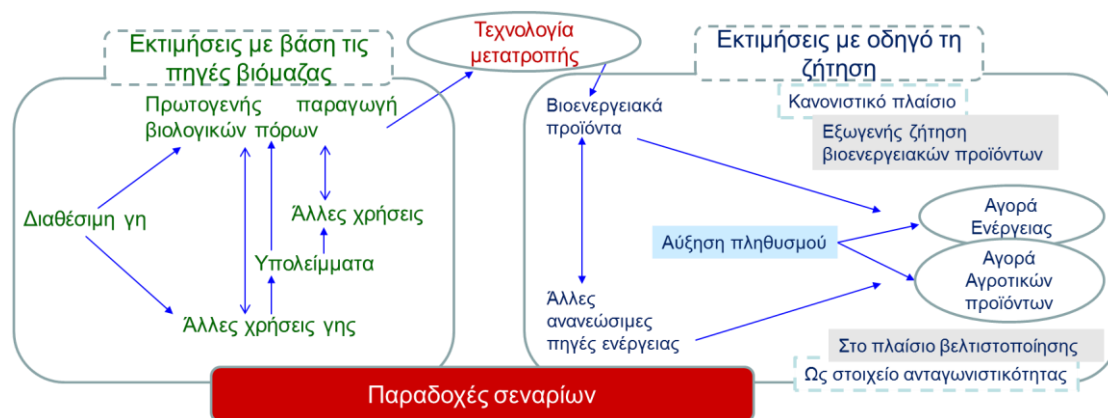 Εκτιμήσεις με βάση τις
πηγές βιόμαζας
Τεχνολογία
μετατροπής
Εκτιμήσεις με οδηγό τη
ζήτηση
Πρωτογενής παραγωγή
βιολογικών πόρων
Διαθέσιμη γη
Άλλες χρήσεις
Υπολείμματα
Άλλες χρήσεις γης
Βιοενεργειακά
προϊόντα
Κανονιστικό πλαίσιο
Εξωγενής ζήτηση
βιοενεργειακών προϊόντων
Αύξηση πληθυσμού
Αγορά
Ενέργειας
Αγορά
Αγροτικών
προϊόντων
Άλλες
ανανεώσιμες
πηγές ενέργειας
Στο πλαίσιο βελτιστοποίησης
Ως στοιχείο ανταγωνιστικότητας
Παραδοχές σεναρίων